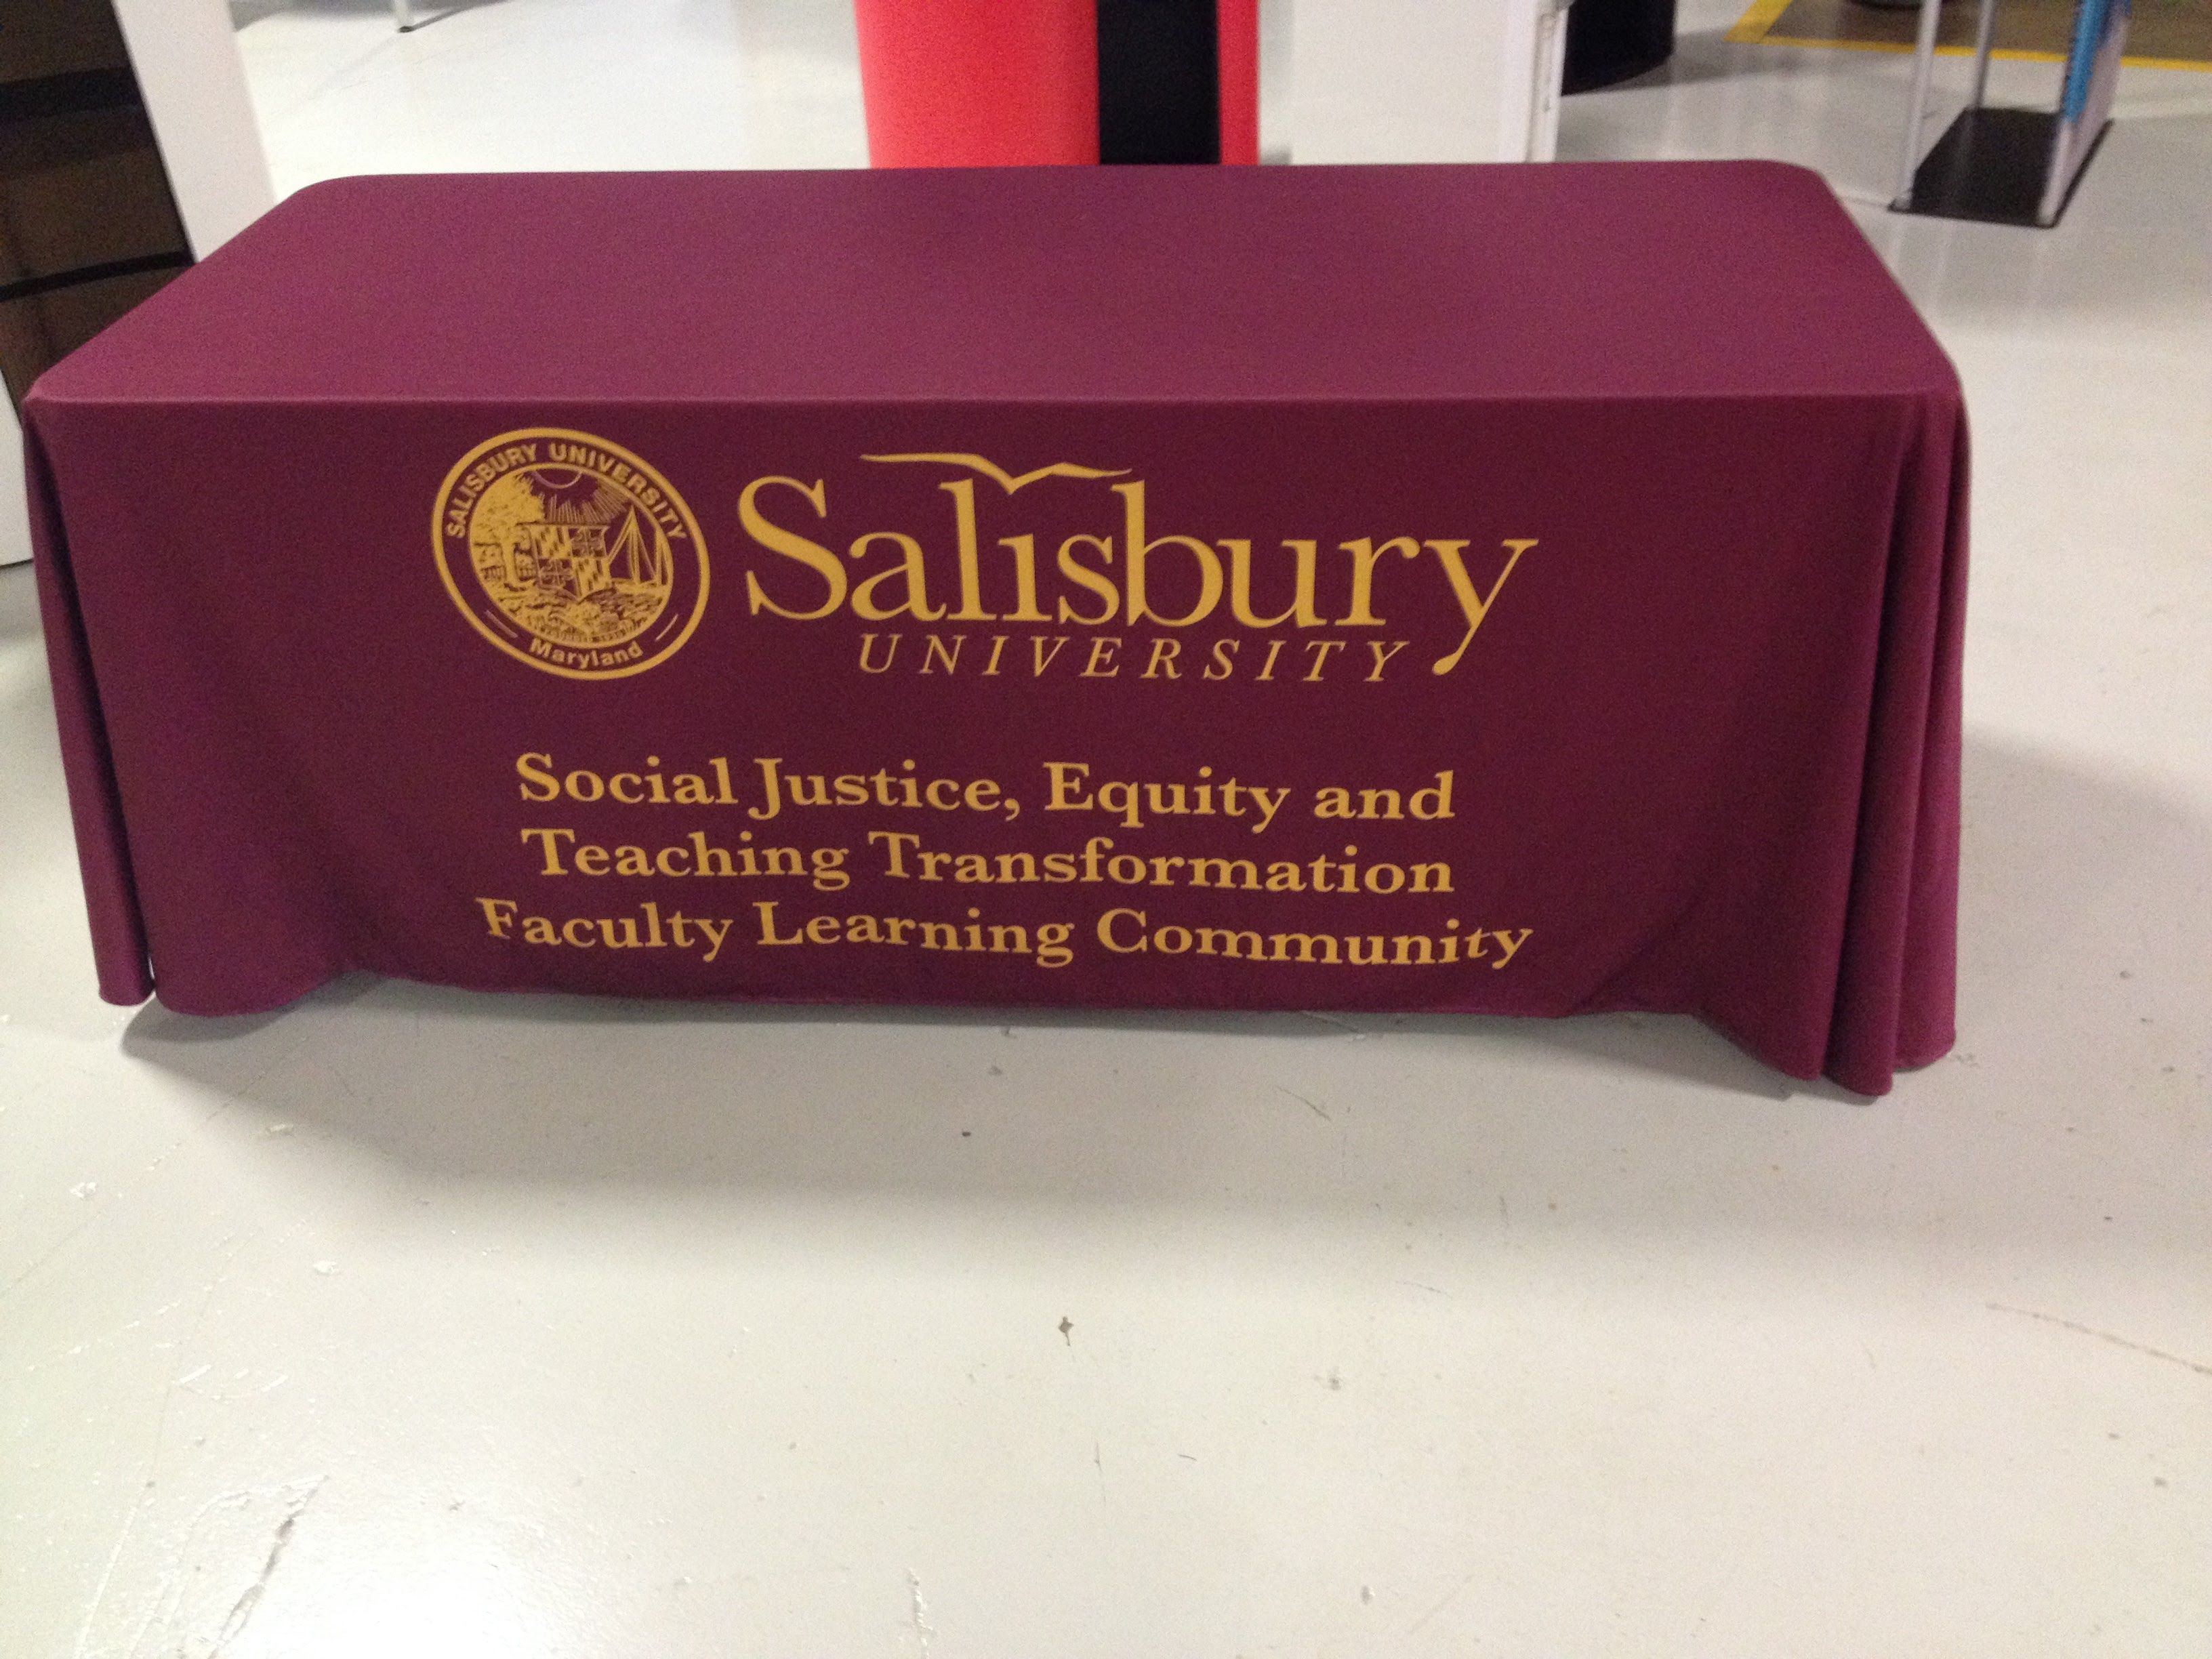 SALISBURY UNIVERSITY
Maryland
Salisbury
UNIVERSITY
Social Justice, Equity and
Teaching Transformation
Faculty Learning Community